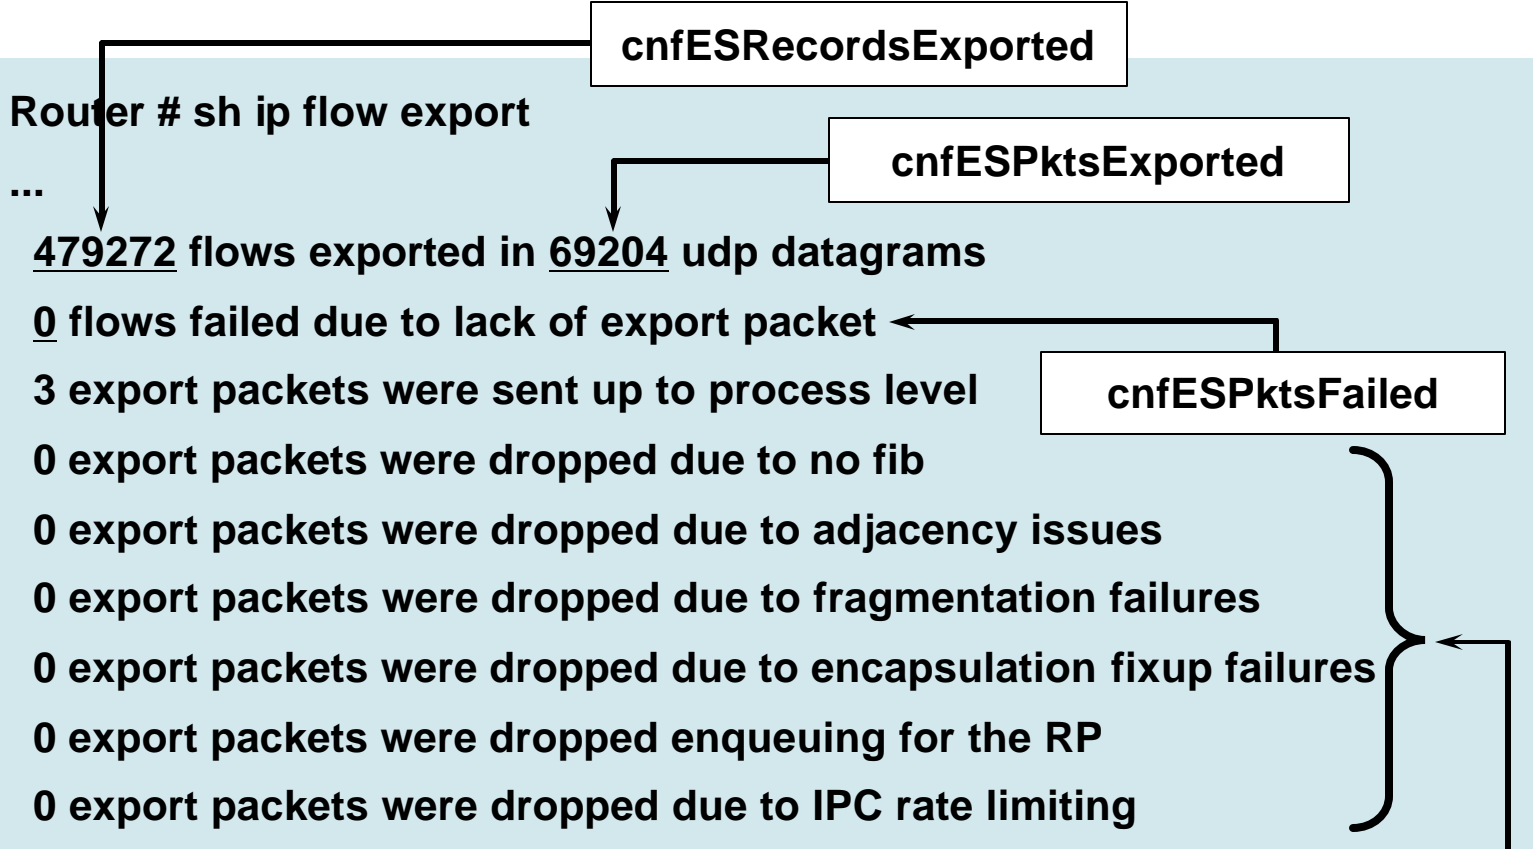 cnfESRecordsExported
Router # sh ip flow export
cnfESPktsExported
...
479272 flows exported in 69204 udp datagrams
0 flows failed due to lack of export packet
3 export packets were sent up to process level
cnfESPktsFailed
0 export packets were dropped due to no fib
0 export packets were dropped due to adjacency issues
0 export packets were dropped due to fragmentation failures
0 export packets were dropped due to encapsulation fixup failures
0 export packets were dropped enqueuing for the RP
0 export packets were dropped due to IPC rate limiting